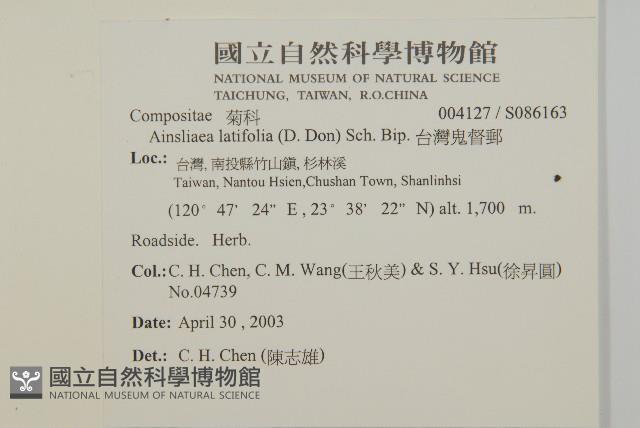 國立自然科學博物館
NATIONAL MUSEUM OF NATURAL SCIENCE
TAICHUNG, TAIWAN, R.O.CHINA
Compositae 菊科 004127 / S086163
Ainsliaea latifolia (D. Don) Sch. Bip. 台灣鬼督郵
Loc.: 台灣, 南投縣竹山鎮, 杉林溪
Taiwan, Nantou Hsien,Chushan Town, Shanlinhsi
(120° 47' 24" E , 23° 38' 22" N) alt. 1,700 m.
Roadside. Herb.
Col.: C. H. Chen, C. M. Wang(王秋美) & S. Y. Hsu(徐昇圓)
No.04739
Date: April 30 , 2003
Det.: C. H. Chen (陳志雄)
國立自然科學博物館
NATIONAL MUSEUM OF NATURAL SCIENCE